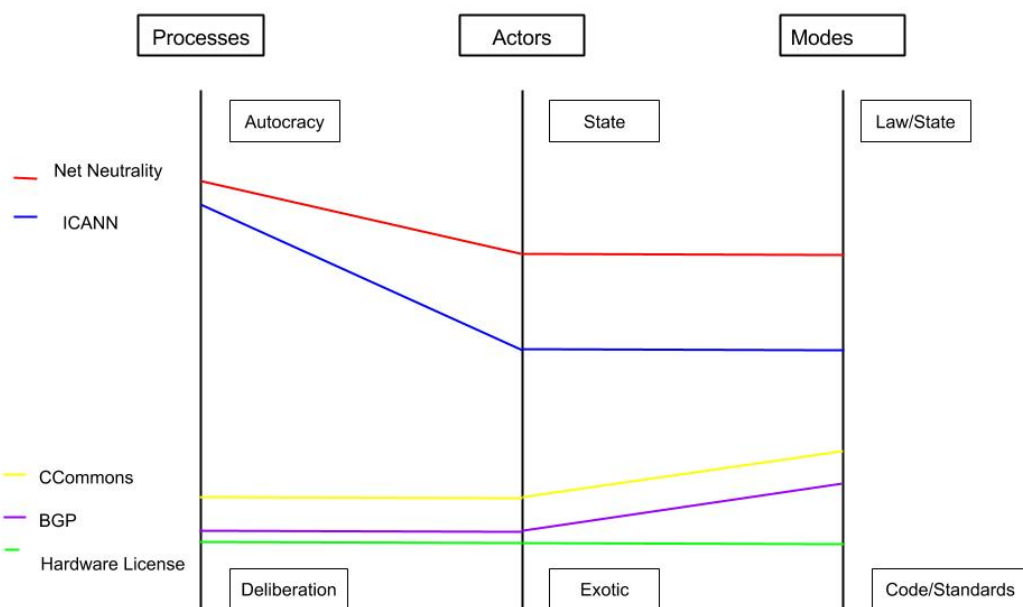 Processes
Actors
Modes
Autocracy
State
Law/State
Net Neutrality
ICANN
CCommons
BGP
Hardware License
Deliberation
Exotic
Code/Standards